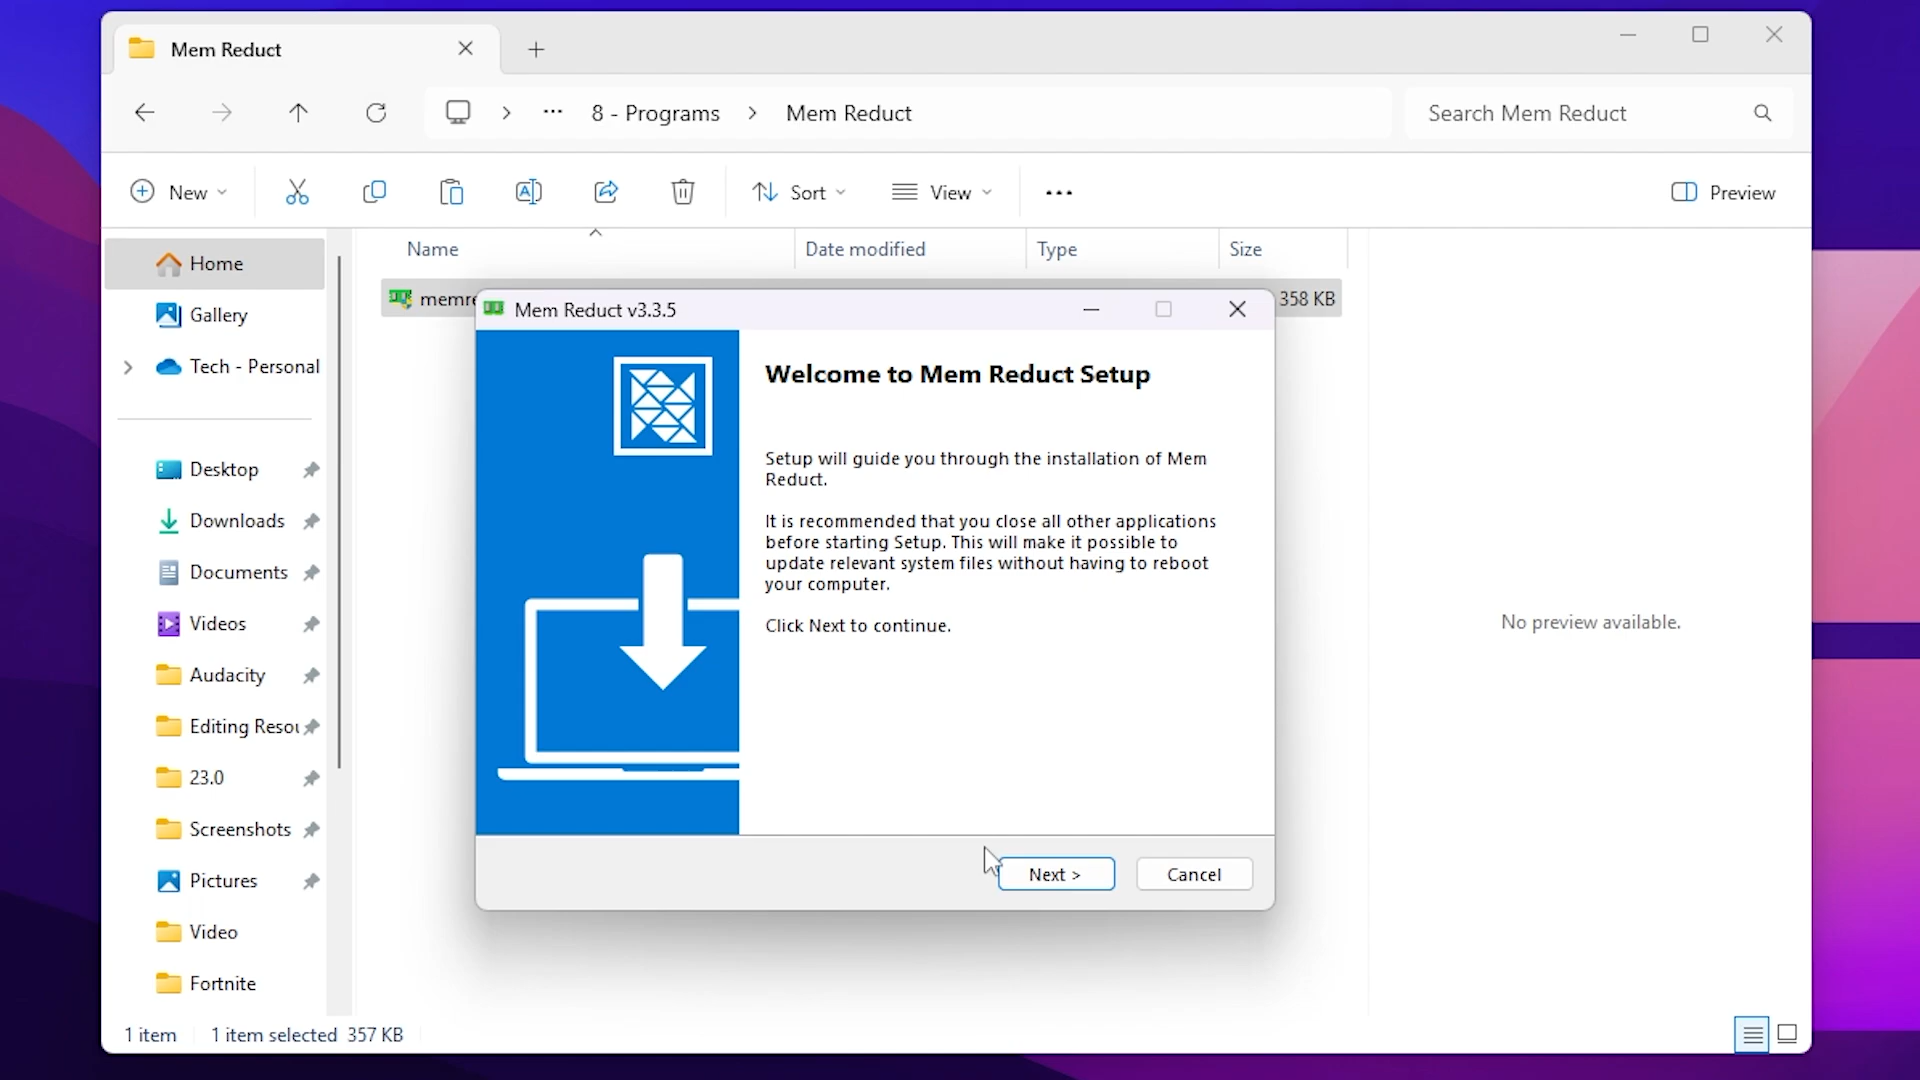 Mem Reduct
8 - Programs
Mem Reduct
Search Mem Reduct
New
Sort
View
Preview
Name
Date modified
Type
Size
Home
Gallery
Tech - Personal
Desktop
Downloads
Documents
Videos
Audacity
Editing Resou
23.0
Screenshots
Pictures
Video
Fortnite
memre
358 KB
Mem Reduct v3.3.5
Welcome to Mem Reduct Setup
Setup will guide you through the installation of Mem
Reduct.
It is recommended that you close all other applications
before starting Setup. This will make it possible to
update relevant system files without having to reboot
your computer.
Click Next to continue.
Next >
Cancel
No preview available.
1 item
1 item selected 357 KB